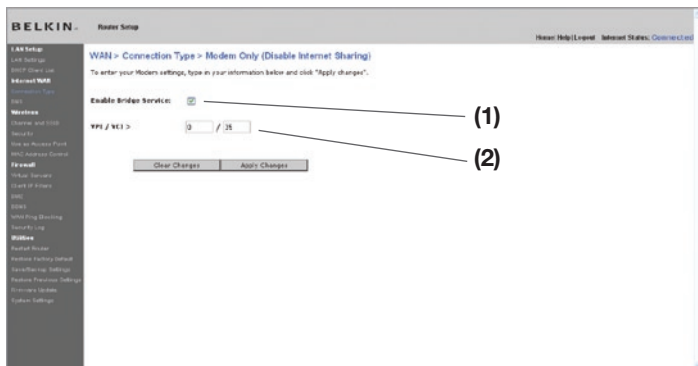 BELKIN. Router Setup
Home| Help| Logout Internet Status: Connected
LAN Setup
LAN Settings
DHCP Client List
Internet WAN
Connection Type
DNS
Wireless
Channel and SSID
Security
Use as Access Point
MAC Address Control
Firewall
Virtual Servers
Client IP Filters
DMZ
DDNS
WAN Ping Blocking
Security Log
Utilities
Restart Router
Restore Factory Default
Save/Backup Settings
Restore Previous Settings
Firmware Update
System Settings
WAN > Connection Type > Modem Only (Disable Internet Sharing)
To enter your Modem settings, type in your information below and click "Apply changes".
Enable Bridge Service:
(1)
VPI / VCI > 0 / 35
(2)
Clear Changes Apply Changes